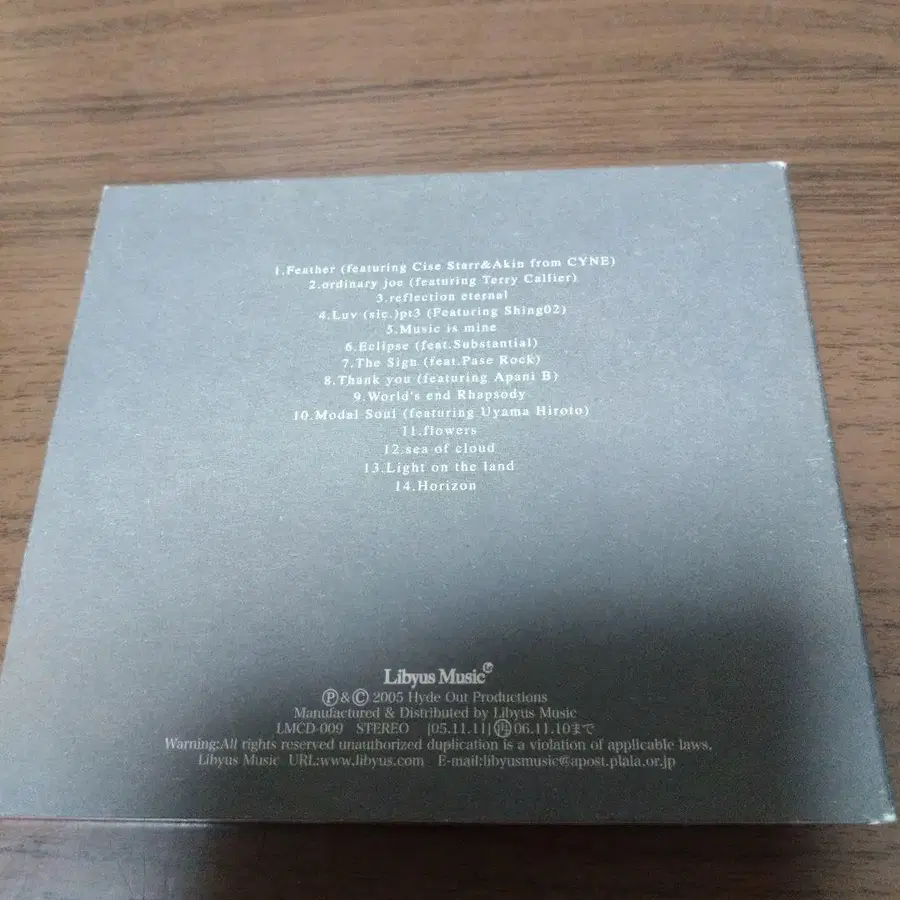 1.Feather (featuring Cise Starr&Akin from CYNE)
2.ordinary joe (featuring Terry Callier)
3.reflection eternal
4.Luv (sic.)pt3 (Featuring Shing02)
5.Music is mine
6.Eclipse (feat.Substantial)
7.The Sign (feat.Pase Rock)
8.Thank you (featuring Apani B)
9.World's end Rhapsody
10.Modal Soul (featuring Uyama Hiroto)
11.flowers
12.sea of cloud
13.Light on the land
14.Horizon
Libyus Music
Ⓟ&Ⓒ 2005 Hyde Out Productions
Manufactured & Distributed by Libyus Music
LMCD-009 STEREO [05.11.11]06.11.10まで
Warning:All rights reserved unauthorized duplication is a violation of applicable laws.
Libyus Music URL:www.libyus.com E-mail:libyusmusic@apost.plala.or.jp